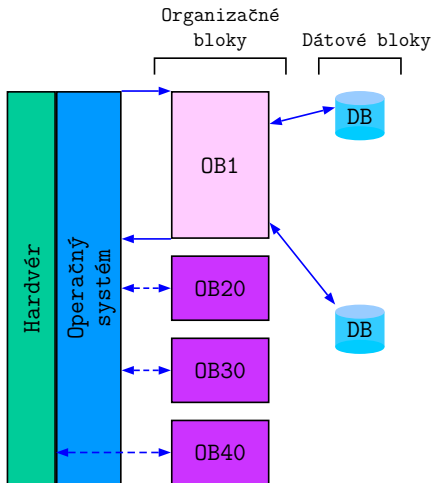 Organizačné
bloky
Dátové bloky
Hardvér
Operačný
systém
OB1
DB
OB20
DB
OB30
OB40